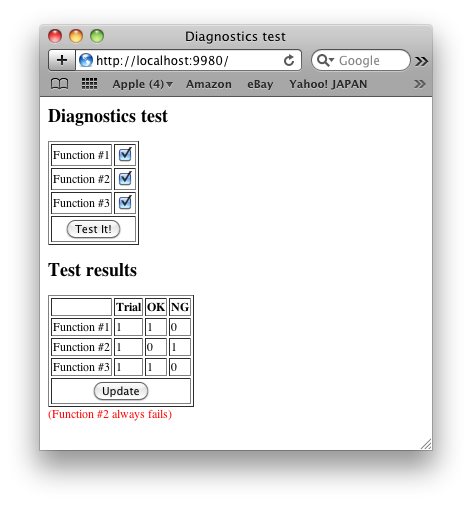 Diagnostics test
+ http://localhost:9980/ Google »
Apple (4)▾ Amazon eBay Yahoo! JAPAN »
Diagnostics test
Function #1
Function #2
Function #3
Test It!
Test results
Trial OK NG
Function #1 1 1 0
Function #2 1 0 1
Function #3 1 1 0
Update
(Function #2 always fails)